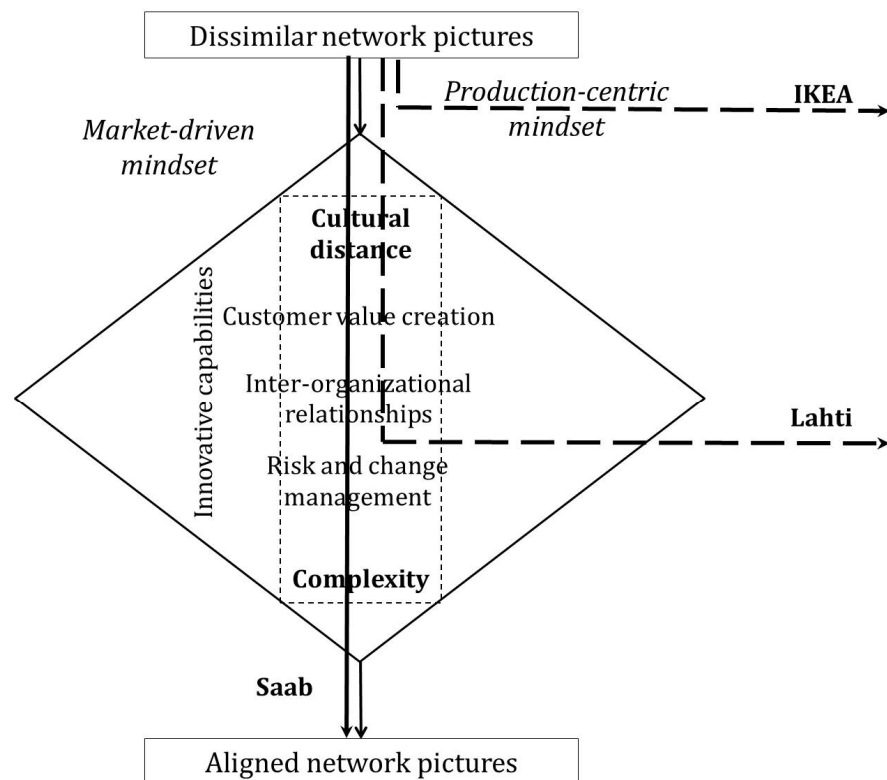 Dissimilar network pictures
Production-centric
mindset
IKEA
Market-driven
mindset
Cultural
distance
Innovative capabilities
Customer value creation
Inter-organizational
relationships
Lahti
Risk and change
management
Complexity
Saab
Aligned network pictures